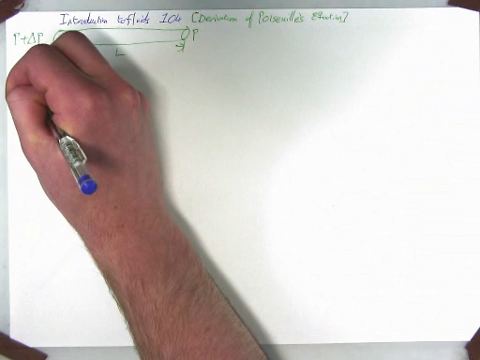 Introduction to fluids 104 (Derivation of Poiseuille's Equation)
P+ΔP P
L